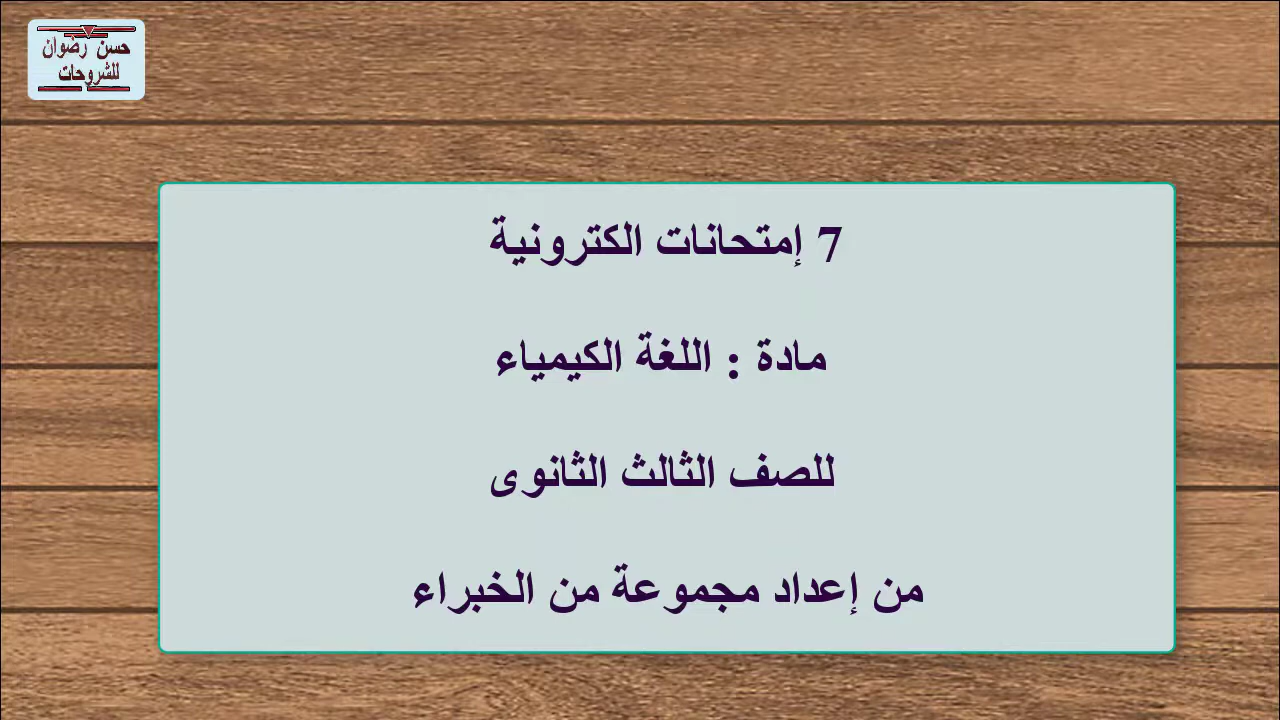 حسن رضوان
للشروحات
7 إمتحانات الكترونية
مادة : اللغة الكيمياء
للصف الثالث الثانوى
من إعداد مجموعة من الخبراء